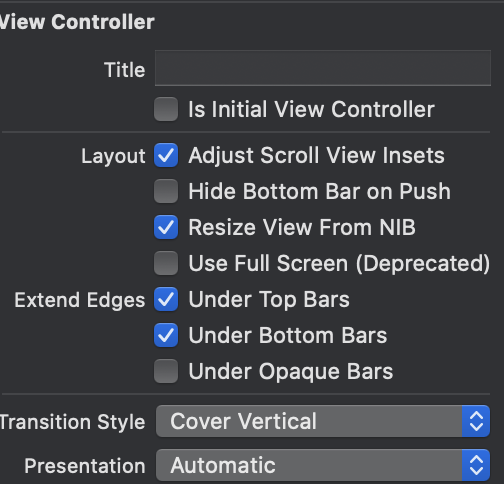 View Controller
Title
Is Initial View Controller
Layout Adjust Scroll View Insets
Hide Bottom Bar on Push
Resize View From NIB
Use Full Screen (Deprecated)
Extend Edges Under Top Bars
Under Bottom Bars
Under Opaque Bars
Transition Style Cover Vertical
Presentation Automatic